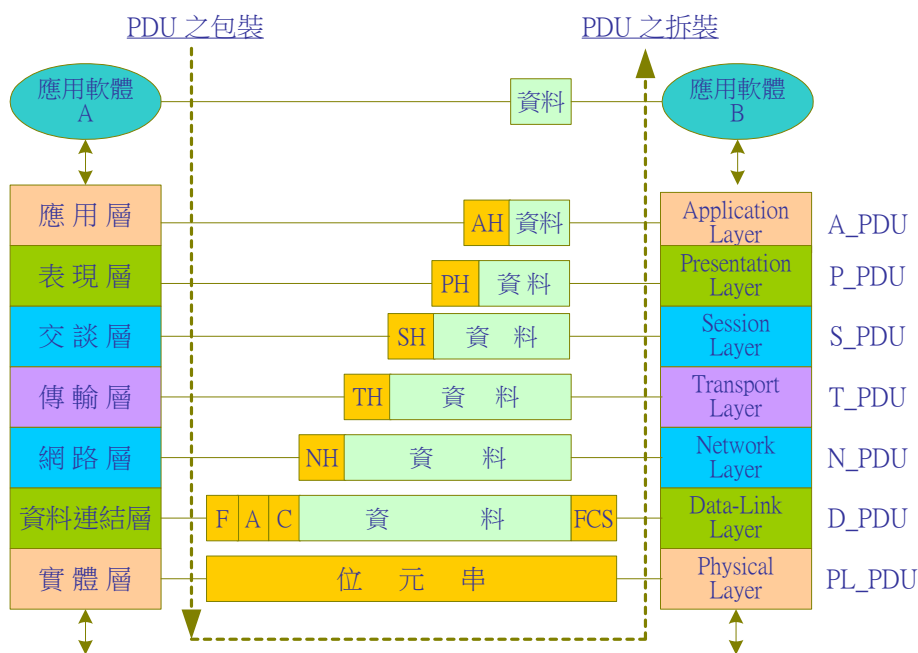 PDU 之包裝
PDU 之拆裝
應用軟體
A
資料
應用軟體
B
應 用 層
AH 資料
Application
Layer
A_PDU
表 現 層
PH 資 料
Presentation
Layer
P_PDU
交 談 層
SH 資 料
Session
Layer
S_PDU
傳 輸 層
TH 資 料
Transport
Layer
T_PDU
網 路 層
NH 資 料
Network
Layer
N_PDU
資料連結層
F A C 資 料 FCS
Data-Link
Layer
D_PDU
實 體 層
位 元 串
Physical
Layer
PL_PDU